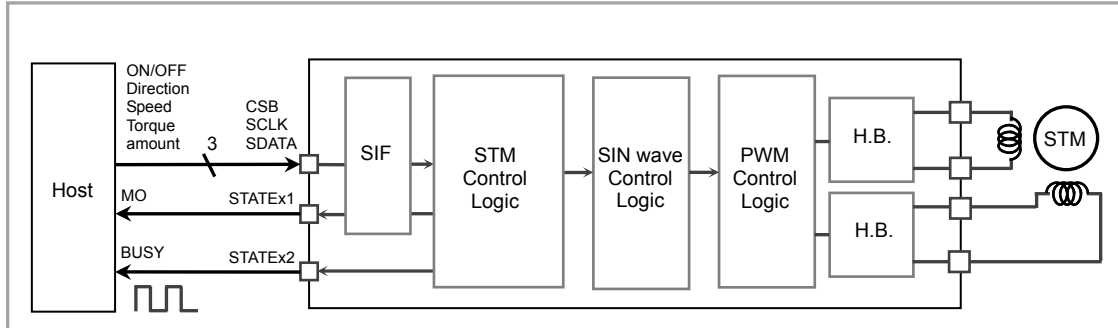 ON/OFF
Direction
Speed
Torque
amount
CSB
SCLK
SDATA
3
Host
MO
STATEx1
BUSY
STATEx2
SIF
STM
Control
Logic
SIN wave
Control
Logic
PWM
Control
Logic
H.B.
H.B.
STM